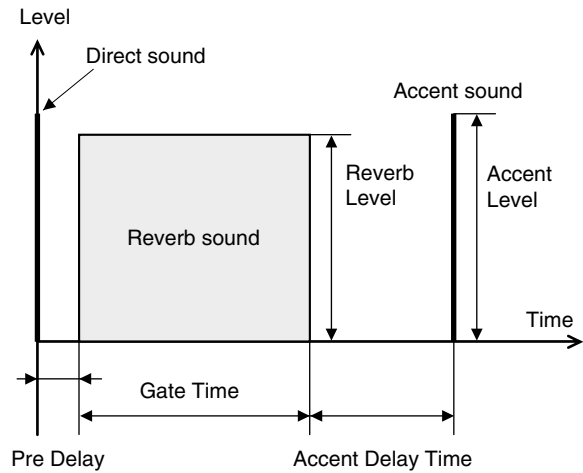 Level
Direct sound
Accent sound
Reverb
Level
Accent
Level
Reverb sound
Time
Gate Time
Pre Delay
Accent Delay Time